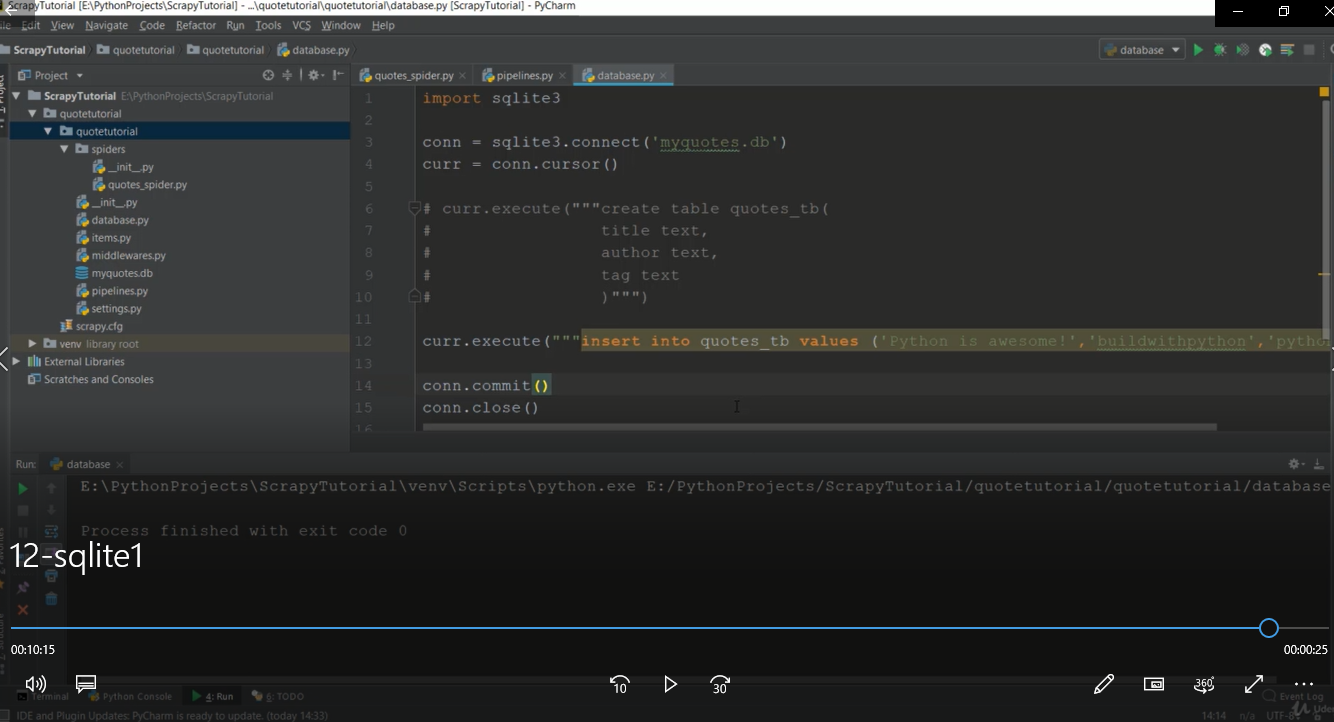 ScrapyTutorial [E:\PythonProjects\ScrapyTutorial] - ...\quotetutorial\quotetutorial\database.py [ScrapyTutorial] - PyCharm
Edit View Navigate Code Refactor Run Tools VCS Window Help
ScrapyTutorial quotetutorial quotetutorial database.py database
Project quotes_spider.py pipelines.py database.py
ScrapyTutorial E:\PythonProjects\ScrapyTutorial
quotetutorial
quotetutorial
spiders
__init__.py
quotes_spider.py
__init__.py
database.py
items.py
middlewares.py
myquotes.db
pipelines.py
settings.py
scrapy.cfg
venv library root
External Libraries
Scratches and Consoles
1 import sqlite3
2
3 conn = sqlite3.connect('myquotes.db')
4 curr = conn.cursor()
5
6 # curr.execute("""create table quotes_tb(
7 # title text,
8 # author text,
9 # tag text
10 # )""")
11
12 curr.execute("""insert into quotes_tb values ('Python is awesome!','buildwithpython','pytho
13
14 conn.commit()
15 conn.close()
16
Run: database
E:\PythonProjects\ScrapyTutorial\venv\Scripts\python.exe E:/PythonProjects/ScrapyTutorial/quotetutorial/quotetutorial/database
Process finished with exit code 0
12-sqlite1
00:10:15 00:00:25
10 30 360°
Terminal Python Console 4: Run 6: TODO Event Log
IDE and Plugin Updates: PyCharm is ready to update. (today 14:33) 14:14 n/a UTF-8